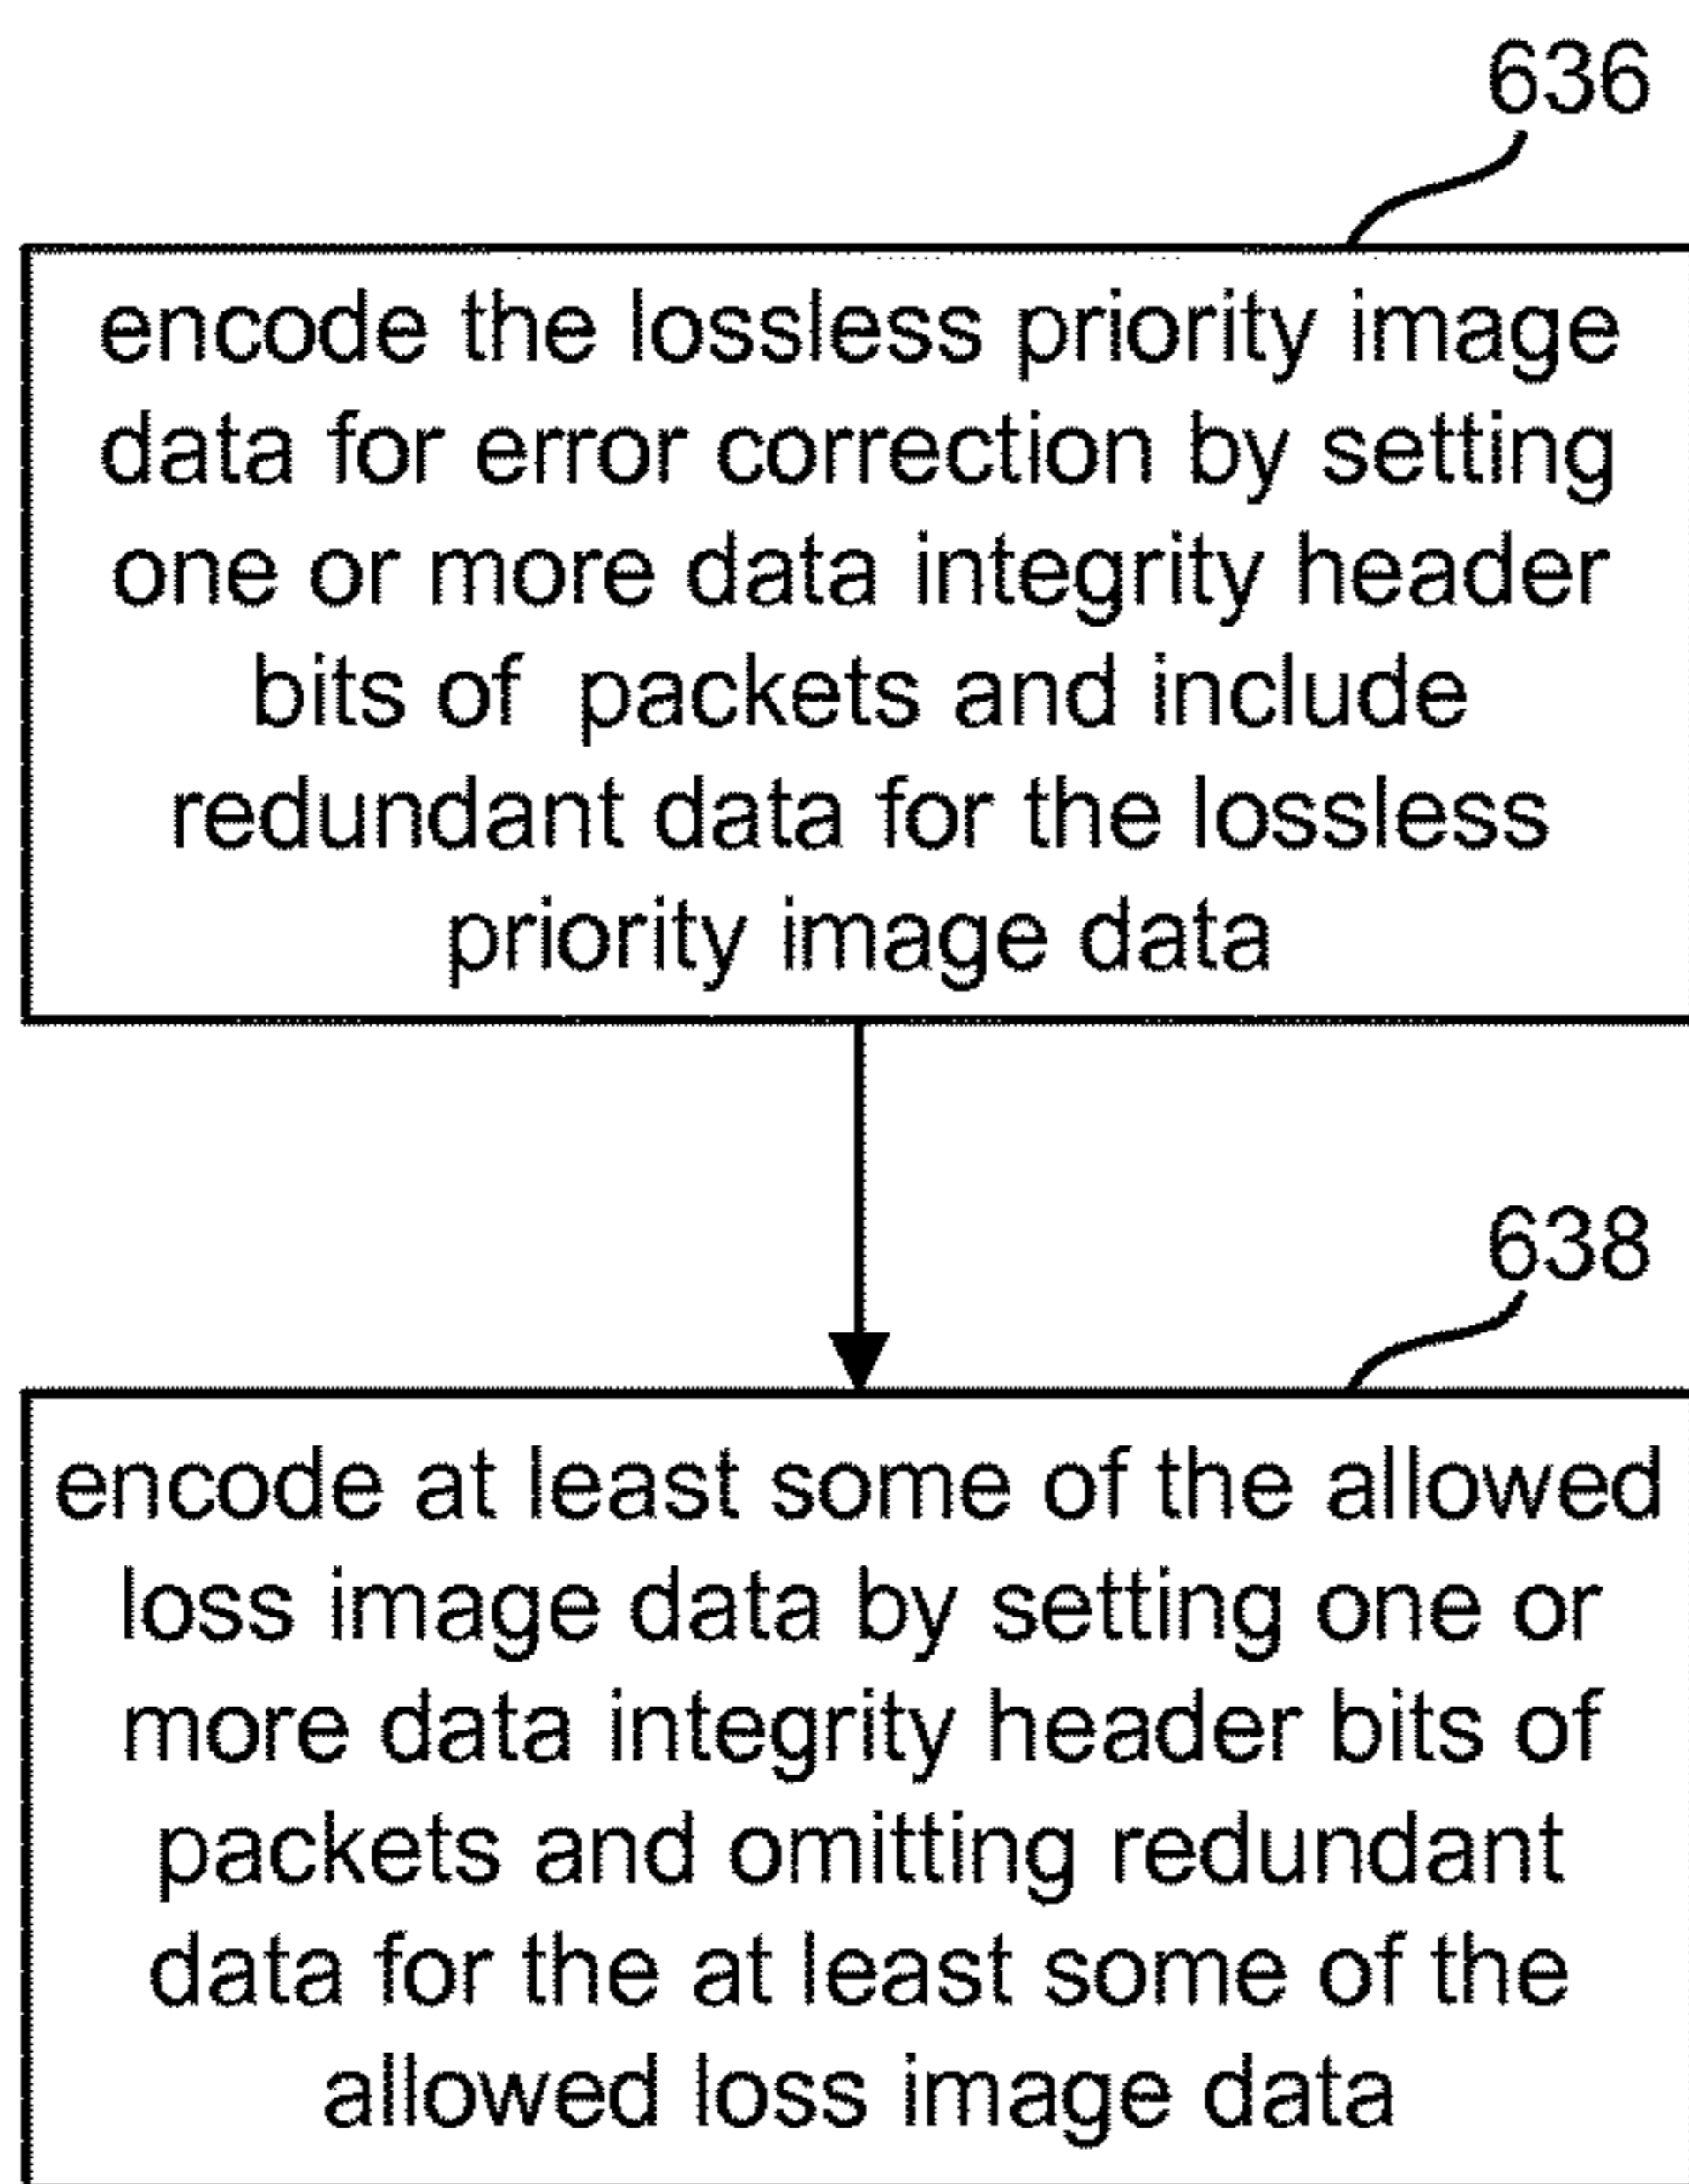 636
encode the lossless priority image
data for error correction by setting
one or more data integrity header
bits of packets and include
redundant data for the lossless
priority image data
638
encode at least some of the allowed
loss image data by setting one or
more data integrity header bits of
packets and omitting redundant
data for the at least some of the
allowed loss image data